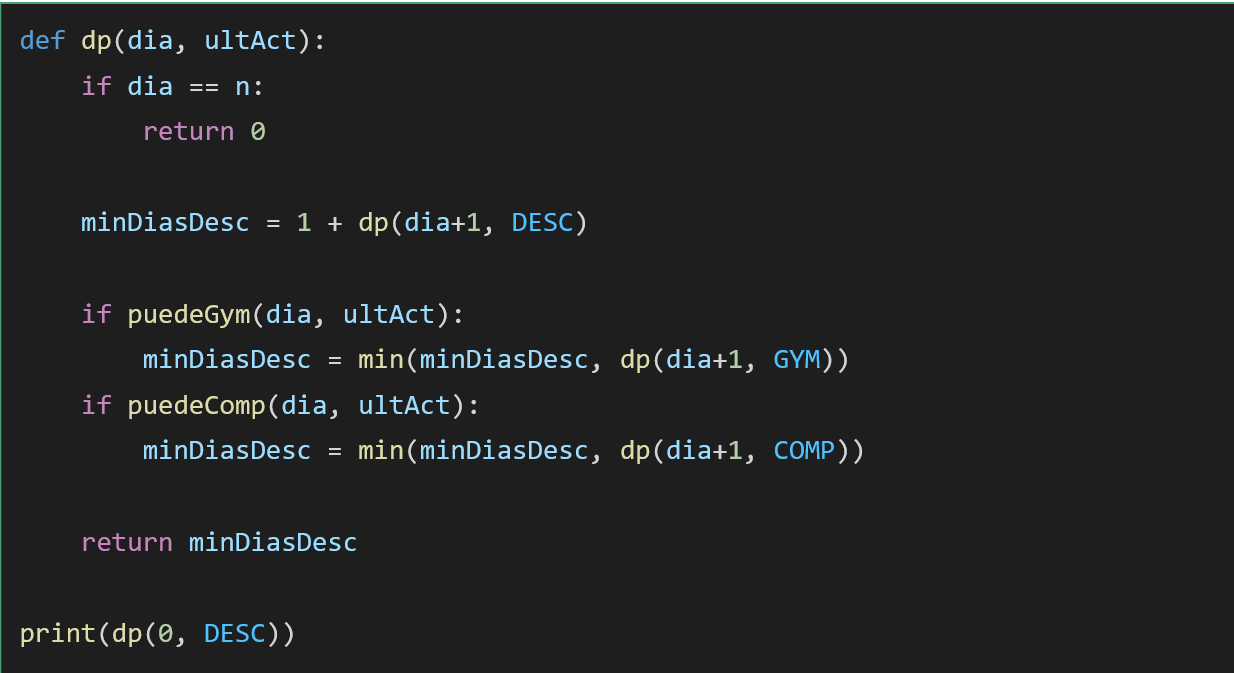 def dp(dia, ultAct):
    if dia == n:
        return 0
    minDiasDesc = 1 + dp(dia+1, DESC)
    if puedeGym(dia, ultAct):
        minDiasDesc = min(minDiasDesc, dp(dia+1, GYM))
    if puedeComp(dia, ultAct):
        minDiasDesc = min(minDiasDesc, dp(dia+1, COMP))
    return minDiasDesc
print(dp(0, DESC))